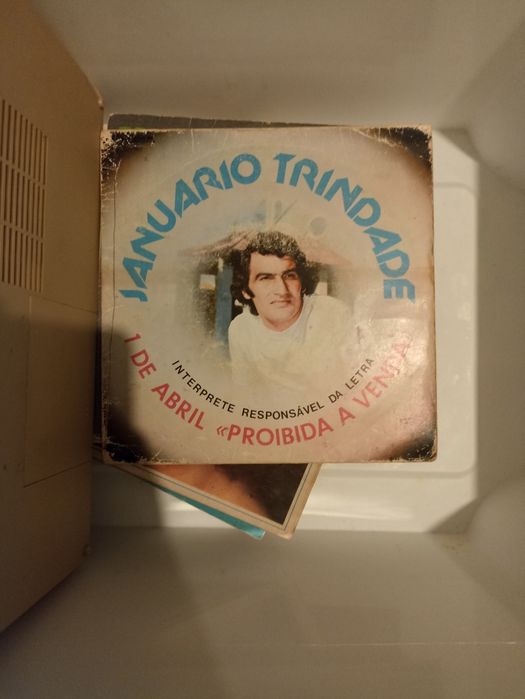 JANUARIO TRINDADE
INTERPRETE RESPONSÁVEL DA LETRA
1 DE ABRIL «PROIBIDA A VENDA»